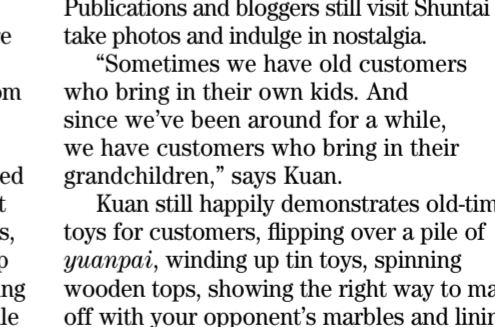 Publications and bloggers still visit Shuntai
take photos and indulge in nostalgia.
“Sometimes we have old customers
who bring in their own kids. And
since we’ve been around for a while,
we have customers who bring in their
grandchildren,” says Kuan.
Kuan still happily demonstrates old-tim
toys for customers, flipping over a pile of
yuanpai, winding up tin toys, spinning
wooden tops, showing the right way to ma
off with your opponent’s marbles and linin